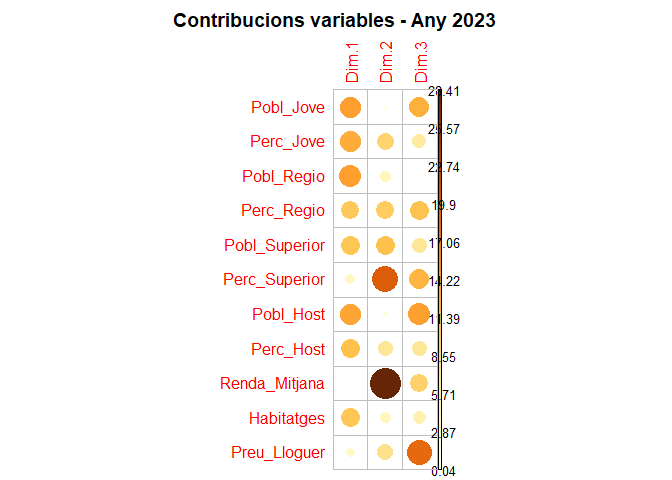 Contribucions variables - Any 2023
Dim.1 Dim.2 Dim.3
Pobl_Jove
Perc_Jove
Pobl_Regio
Perc_Regio
Pobl_Superior
Perc_Superior
Pobl_Host
Perc_Host
Renda_Mitjana
Habitatges
Preu_Lloguer
28.41
25.57
22.74
19.9
17.06
14.22
11.39
8.55
5.71
2.87
0.04